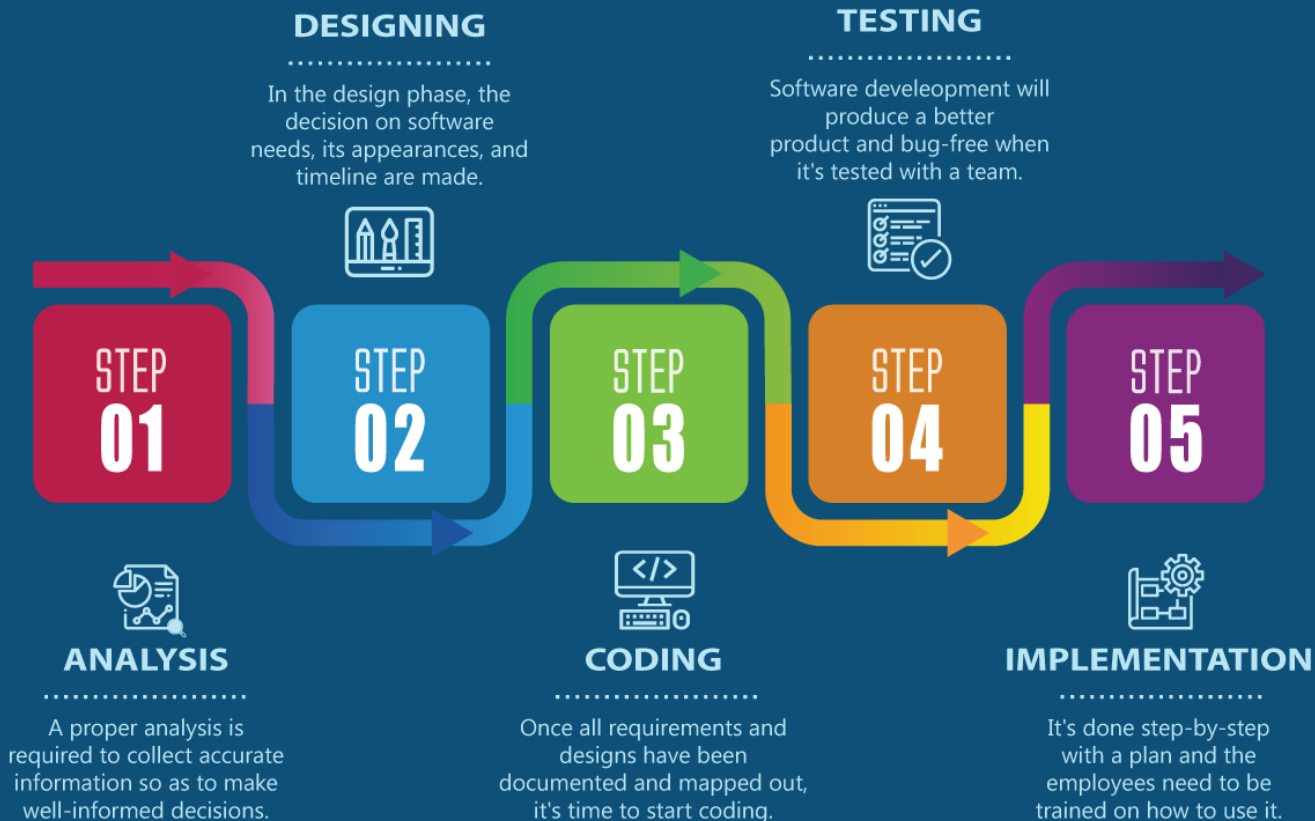 DESIGNING
In the design phase, the
decision on software
needs, its appearances, and
timeline are made.
TESTING
Software develeopment will
produce a better
product and bug-free when
it's tested with a team.
STEP
01
STEP
02
STEP
03
STEP
04
STEP
05
</>
ANALYSIS
A proper analysis is
required to collect accurate
information so as to make
well-informed decisions.
CODING
Once all requirements and
designs have been
documented and mapped out,
it's time to start coding.
IMPLEMENTATION
It's done step-by-step
with a plan and the
employees need to be
trained on how to use it.